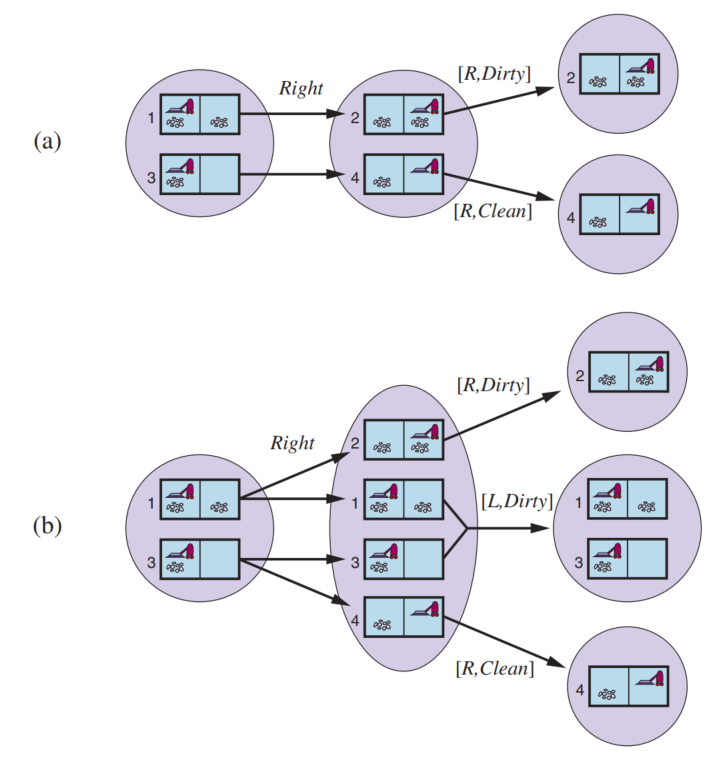 (a)
Right
[R,Dirty]
[R,Clean]
1
3
2
4
2
4
(b)
Right
[R,Dirty]
[L,Dirty]
[R,Clean]
1
3
2
1
3
4
2
1
3
4